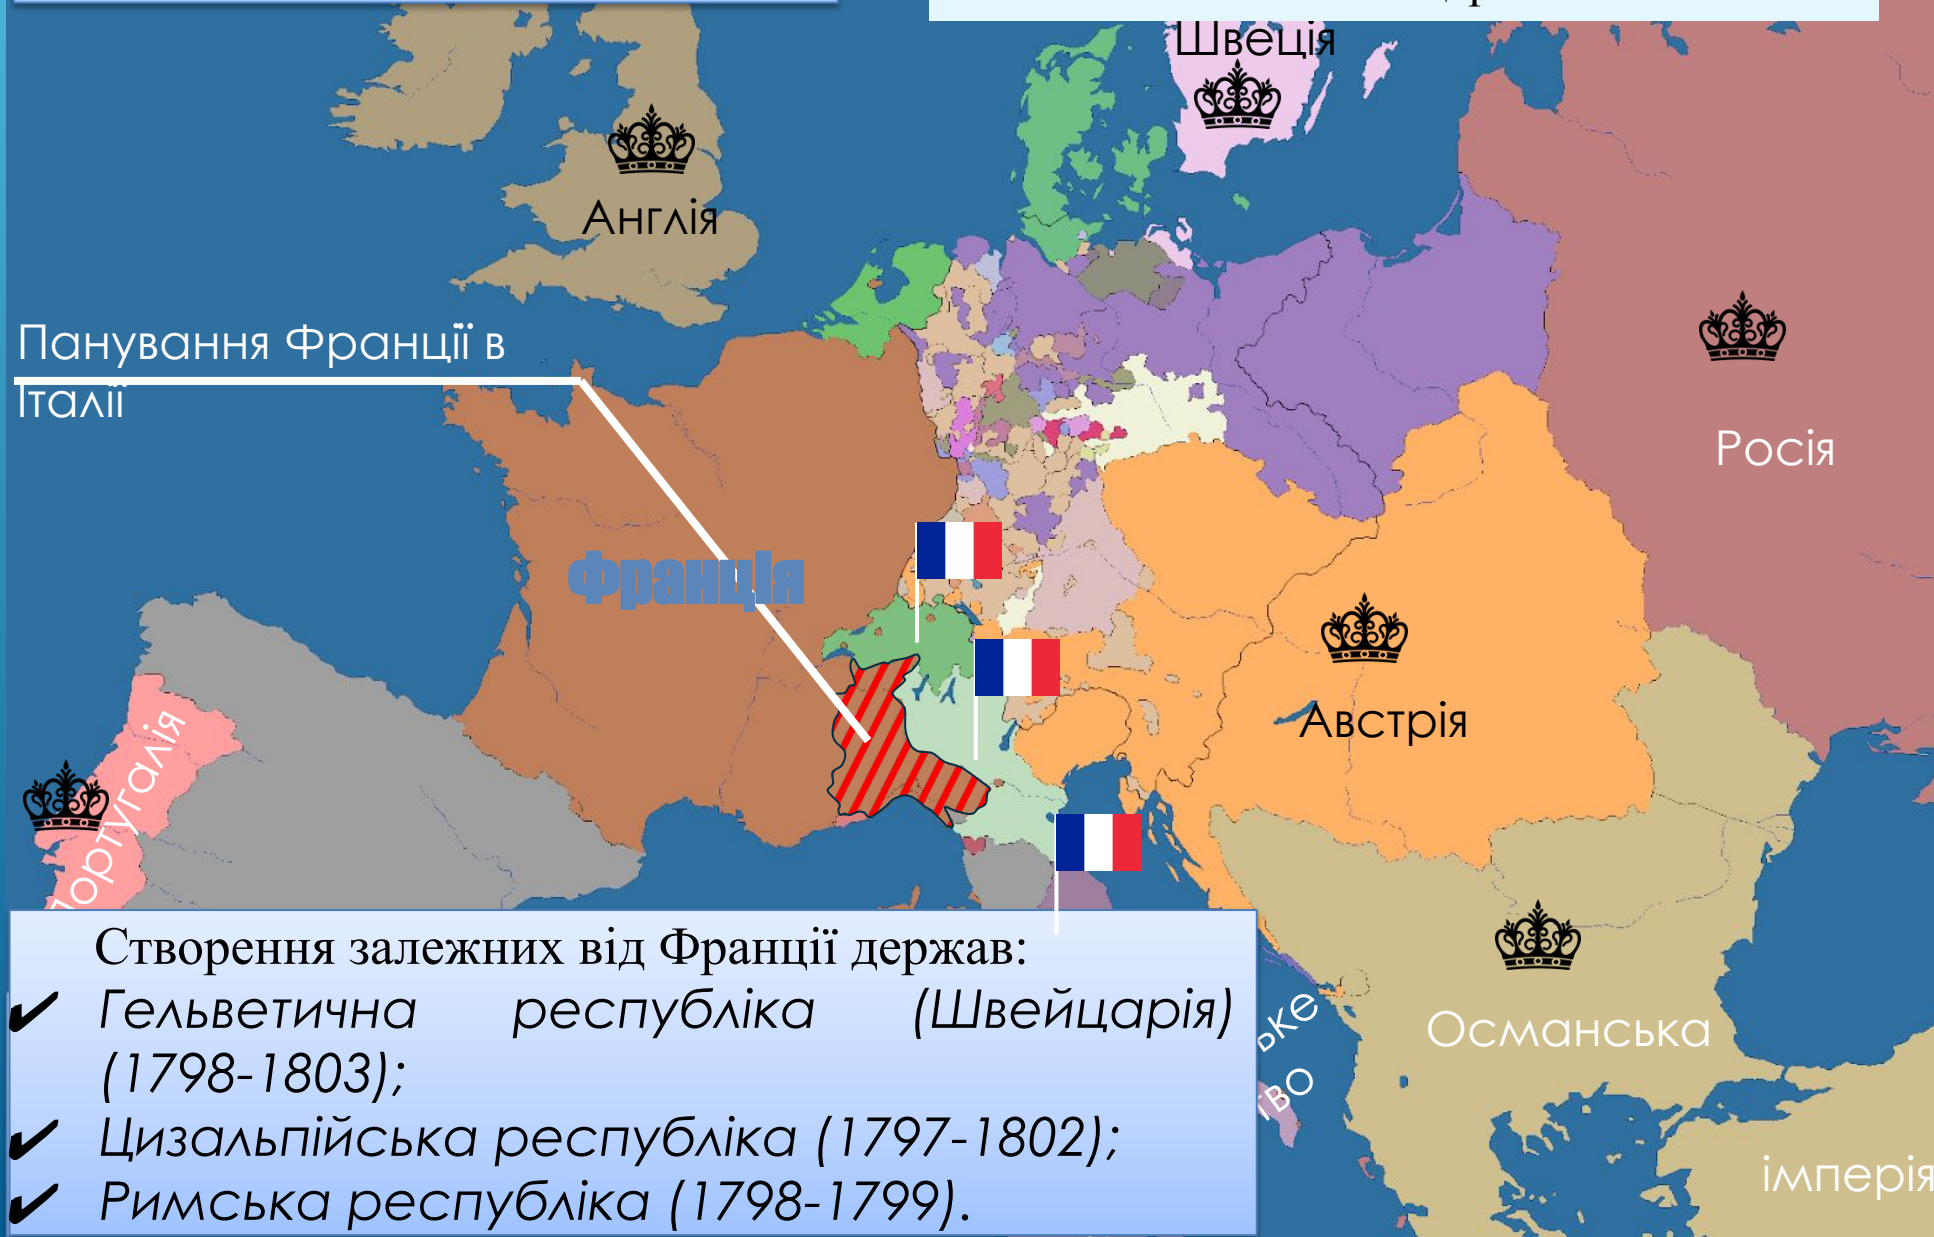 Швеція
Англія
Панування Франції в
Італії
Росія
Франція
Австрія
Португалія
Створення залежних від Франції держав:
✔ Гельветична республіка (Швейцарія)
(1798-1803);
✔ Цизальпійська республіка (1797-1802);
✔ Римська республіка (1798-1799).
Османська
імперія